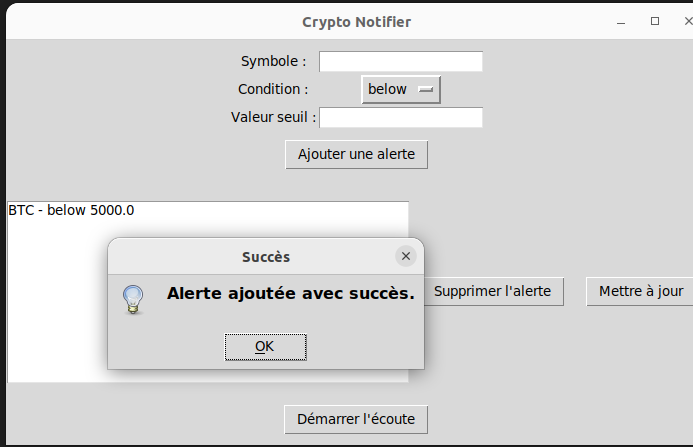 Crypto Notifier
Symbole :
Condition : below
Valeur seuil :
Ajouter une alerte
BTC - below 5000.0
Succès
Alerte ajoutée avec succès.
OK
Supprimer l'alerte
Mettre à jour
Démarrer l'écoute